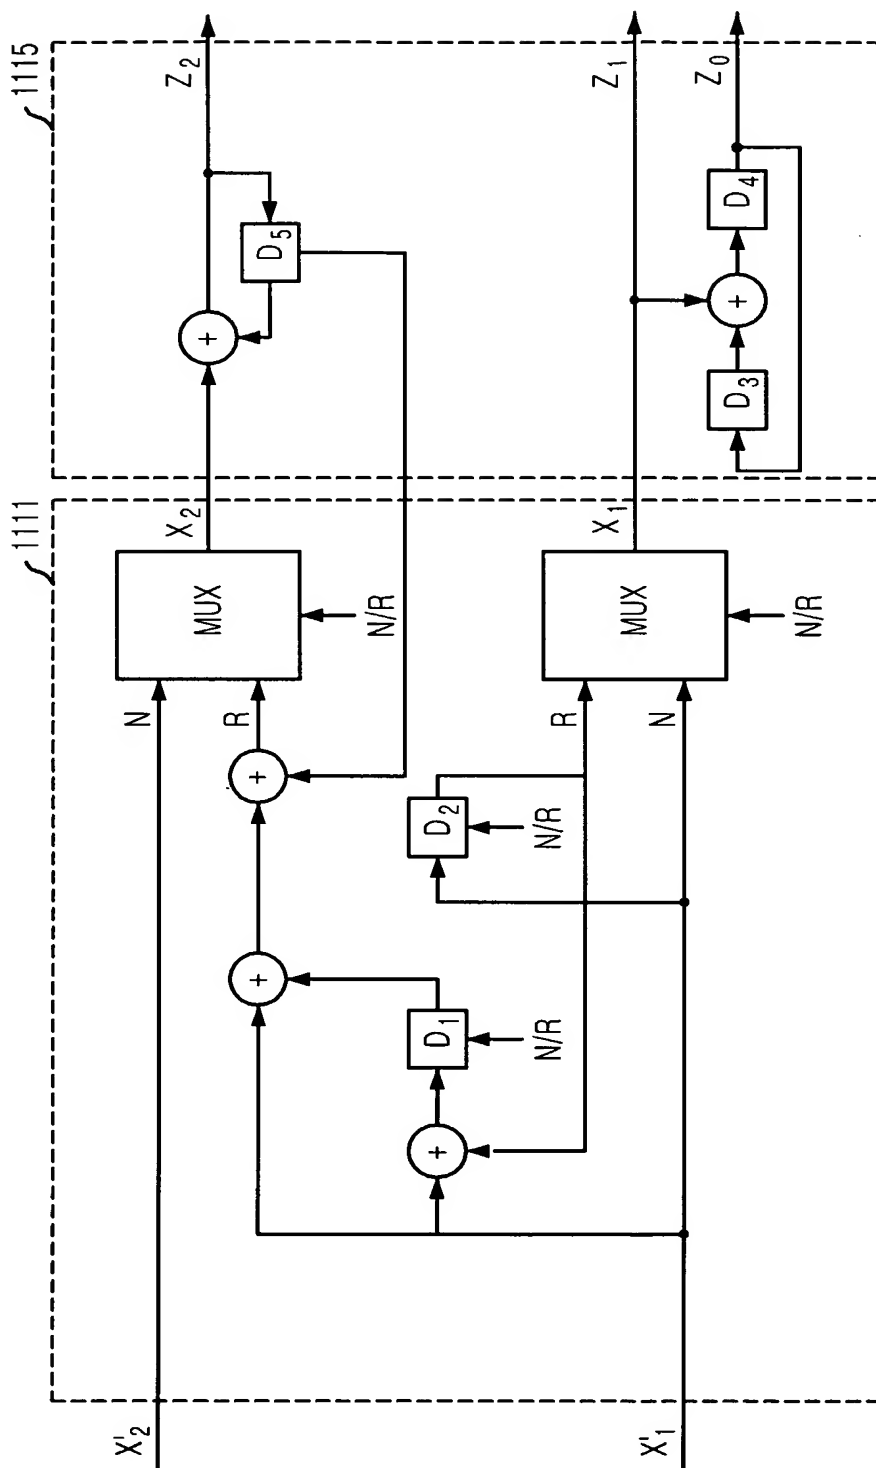 1111
1115
X'2
N
MUX
X2
N/R
+
Z2
R
+
+
D5
+
D1
N/R
D2
N/R
X'1
R
N
MUX
X1
N/R
Z1
D3
+
D4
Z0